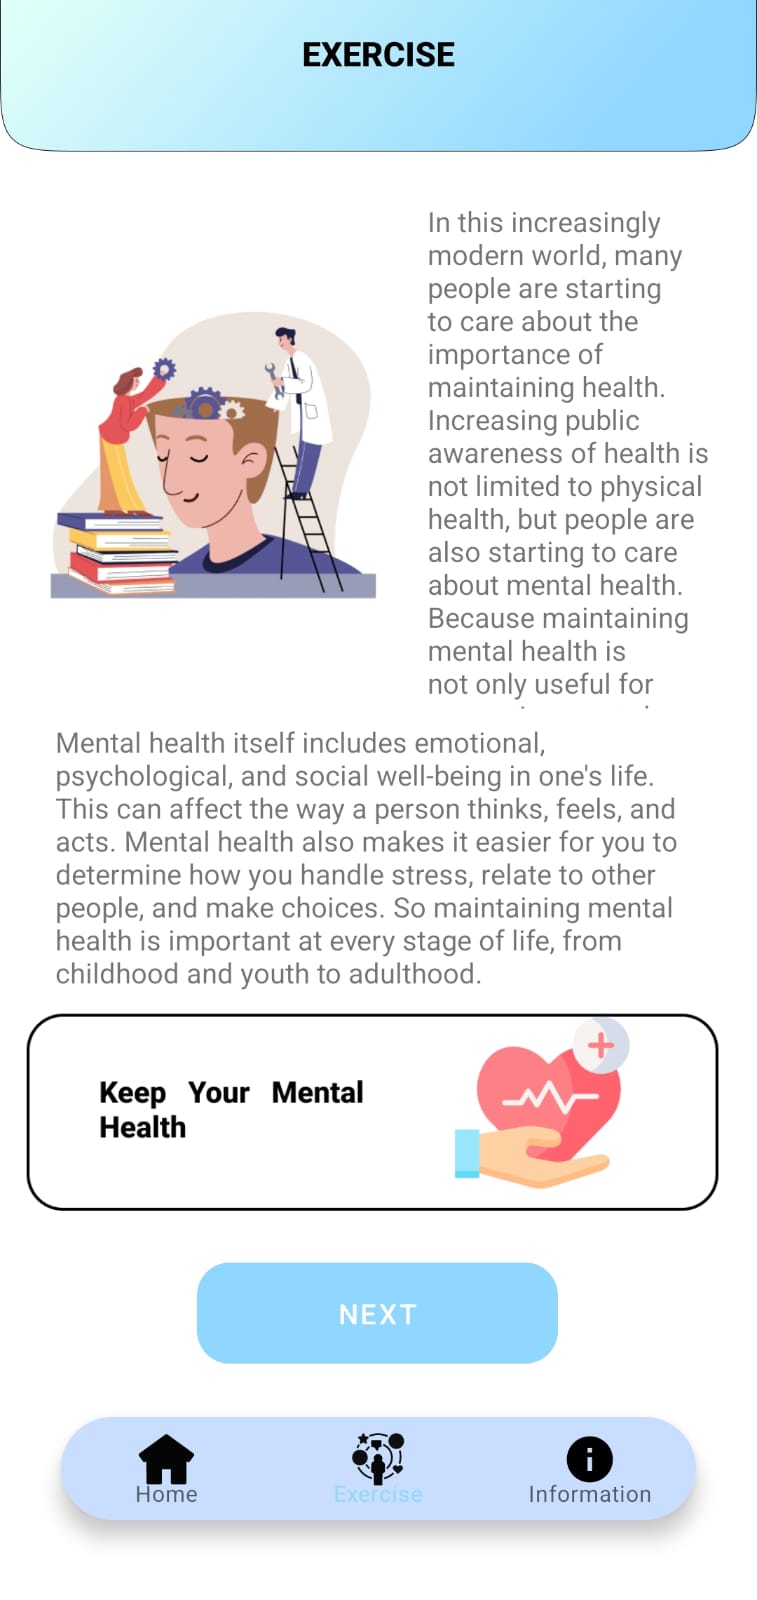 EXERCISE
In this increasingly
modern world, many
people are starting
to care about the
importance of
maintaining health.
Increasing public
awareness of health is
not limited to physical
health, but people are
also starting to care
about mental health.
Because maintaining
mental health is
not only useful for
Mental health itself includes emotional,
psychological, and social well-being in one's life.
This can affect the way a person thinks, feels, and
acts. Mental health also makes it easier for you to
determine how you handle stress, relate to other
people, and make choices. So maintaining mental
health is important at every stage of life, from
childhood and youth to adulthood.
Keep Your Mental
Health
NEXT
Home
Exercise
Information